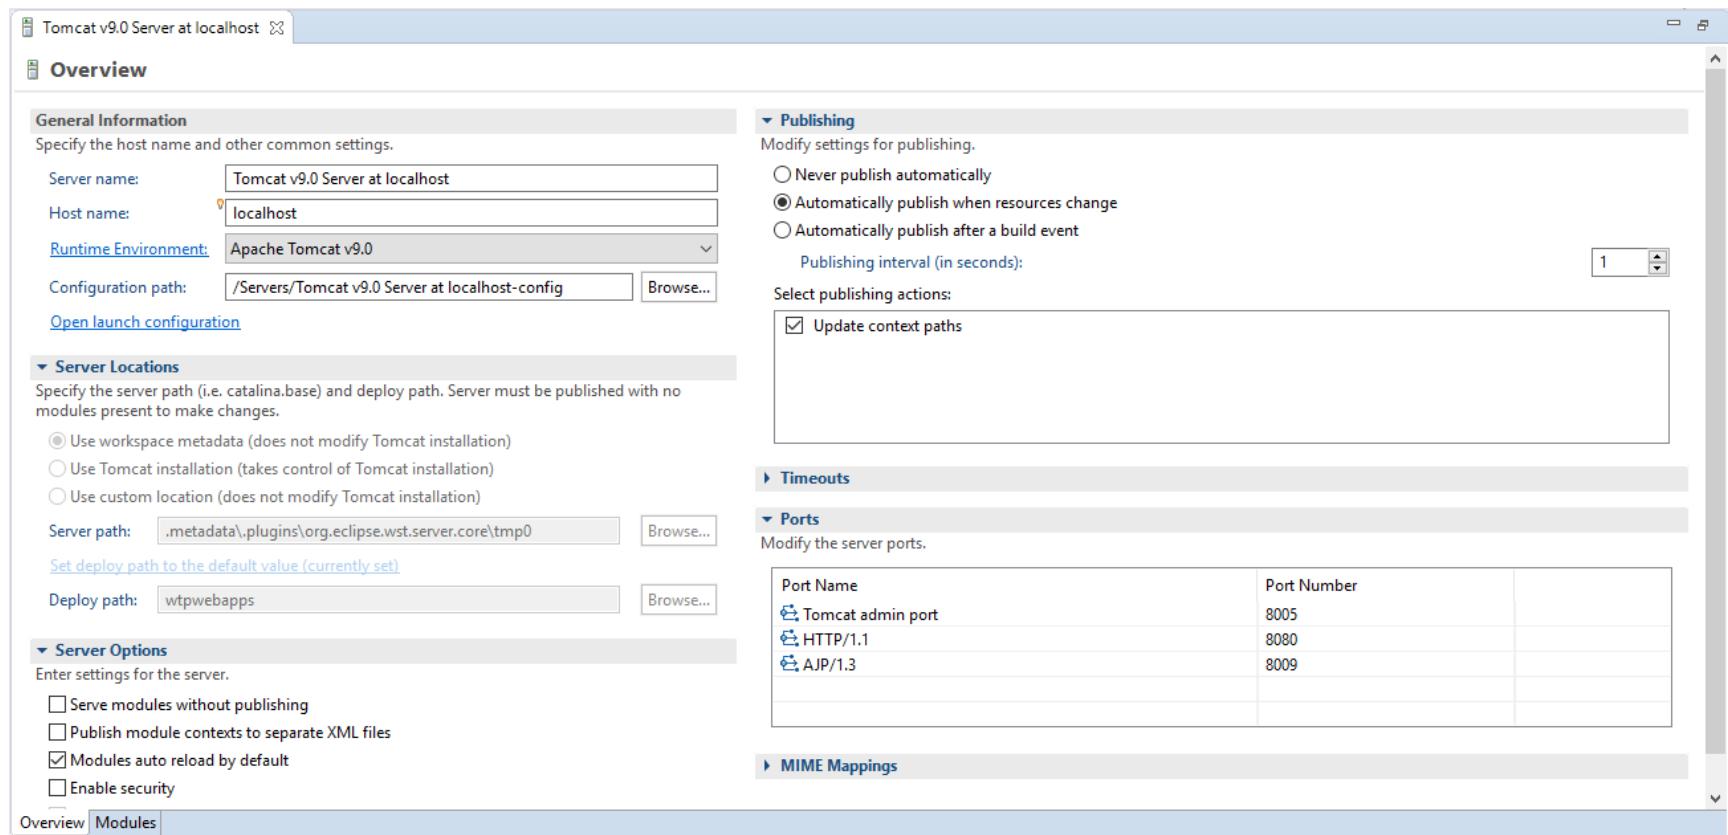 Tomcat v9.0 Server at localhost
Overview
General Information
Specify the host name and other common settings.
Server name: Tomcat v9.0 Server at localhost
Host name: localhost
Runtime Environment: Apache Tomcat v9.0
Configuration path: /Servers/Tomcat v9.0 Server at localhost-config Browse...
Open launch configuration
Server Locations
Specify the server path (i.e. catalina.base) and deploy path. Server must be published with no
modules present to make changes.
Use workspace metadata (does not modify Tomcat installation)
Use Tomcat installation (takes control of Tomcat installation)
Use custom location (does not modify Tomcat installation)
Server path: .metadata\.plugins\org.eclipse.wst.server.core\tmp0 Browse...
Set deploy path to the default value (currently set)
Deploy path: wtpwebapps Browse...
Server Options
Enter settings for the server.
Serve modules without publishing
Publish module contexts to separate XML files
Modules auto reload by default
Enable security
Publishing
Modify settings for publishing.
Never publish automatically
Automatically publish when resources change
Automatically publish after a build event
Publishing interval (in seconds): 1
Select publishing actions:
Update context paths
Timeouts
Ports
Modify the server ports.
Port Name Port Number
Tomcat admin port 8005
HTTP/1.1 8080
AJP/1.3 8009
MIME Mappings
Overview Modules